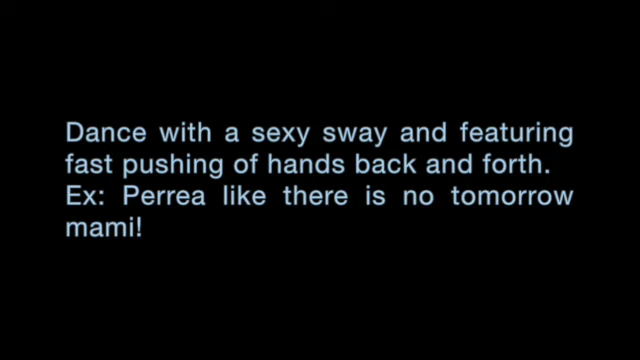 Dance with a sexy sway and featuring
fast pushing of hands back and forth.
Ex: Perrea like there is no tomorrow
mami!